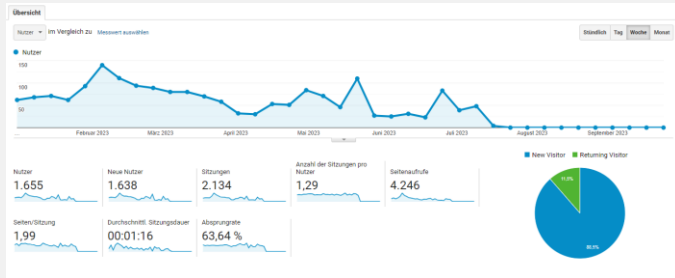 Übersicht
Nutzer im Vergleich zu Messwert auswählen
Stündlich Tag Woche Monat
Nutzer
150
100
50
...
Februar 2023 März 2023 April 2023 Mai 2023 Juni 2023 Juli 2023 August 2023 September 2023
New Visitor Returning Visitor
Nutzer
1.655
Neue Nutzer
1.638
Sitzungen
2.134
Anzahl der Sitzungen pro
Nutzer
1,29
Seitenaufrufe
4.246
Seiten/Sitzung
1,99
Durchschnittl. Sitzungsdauer
00:01:16
Absprungrate
63,64 %